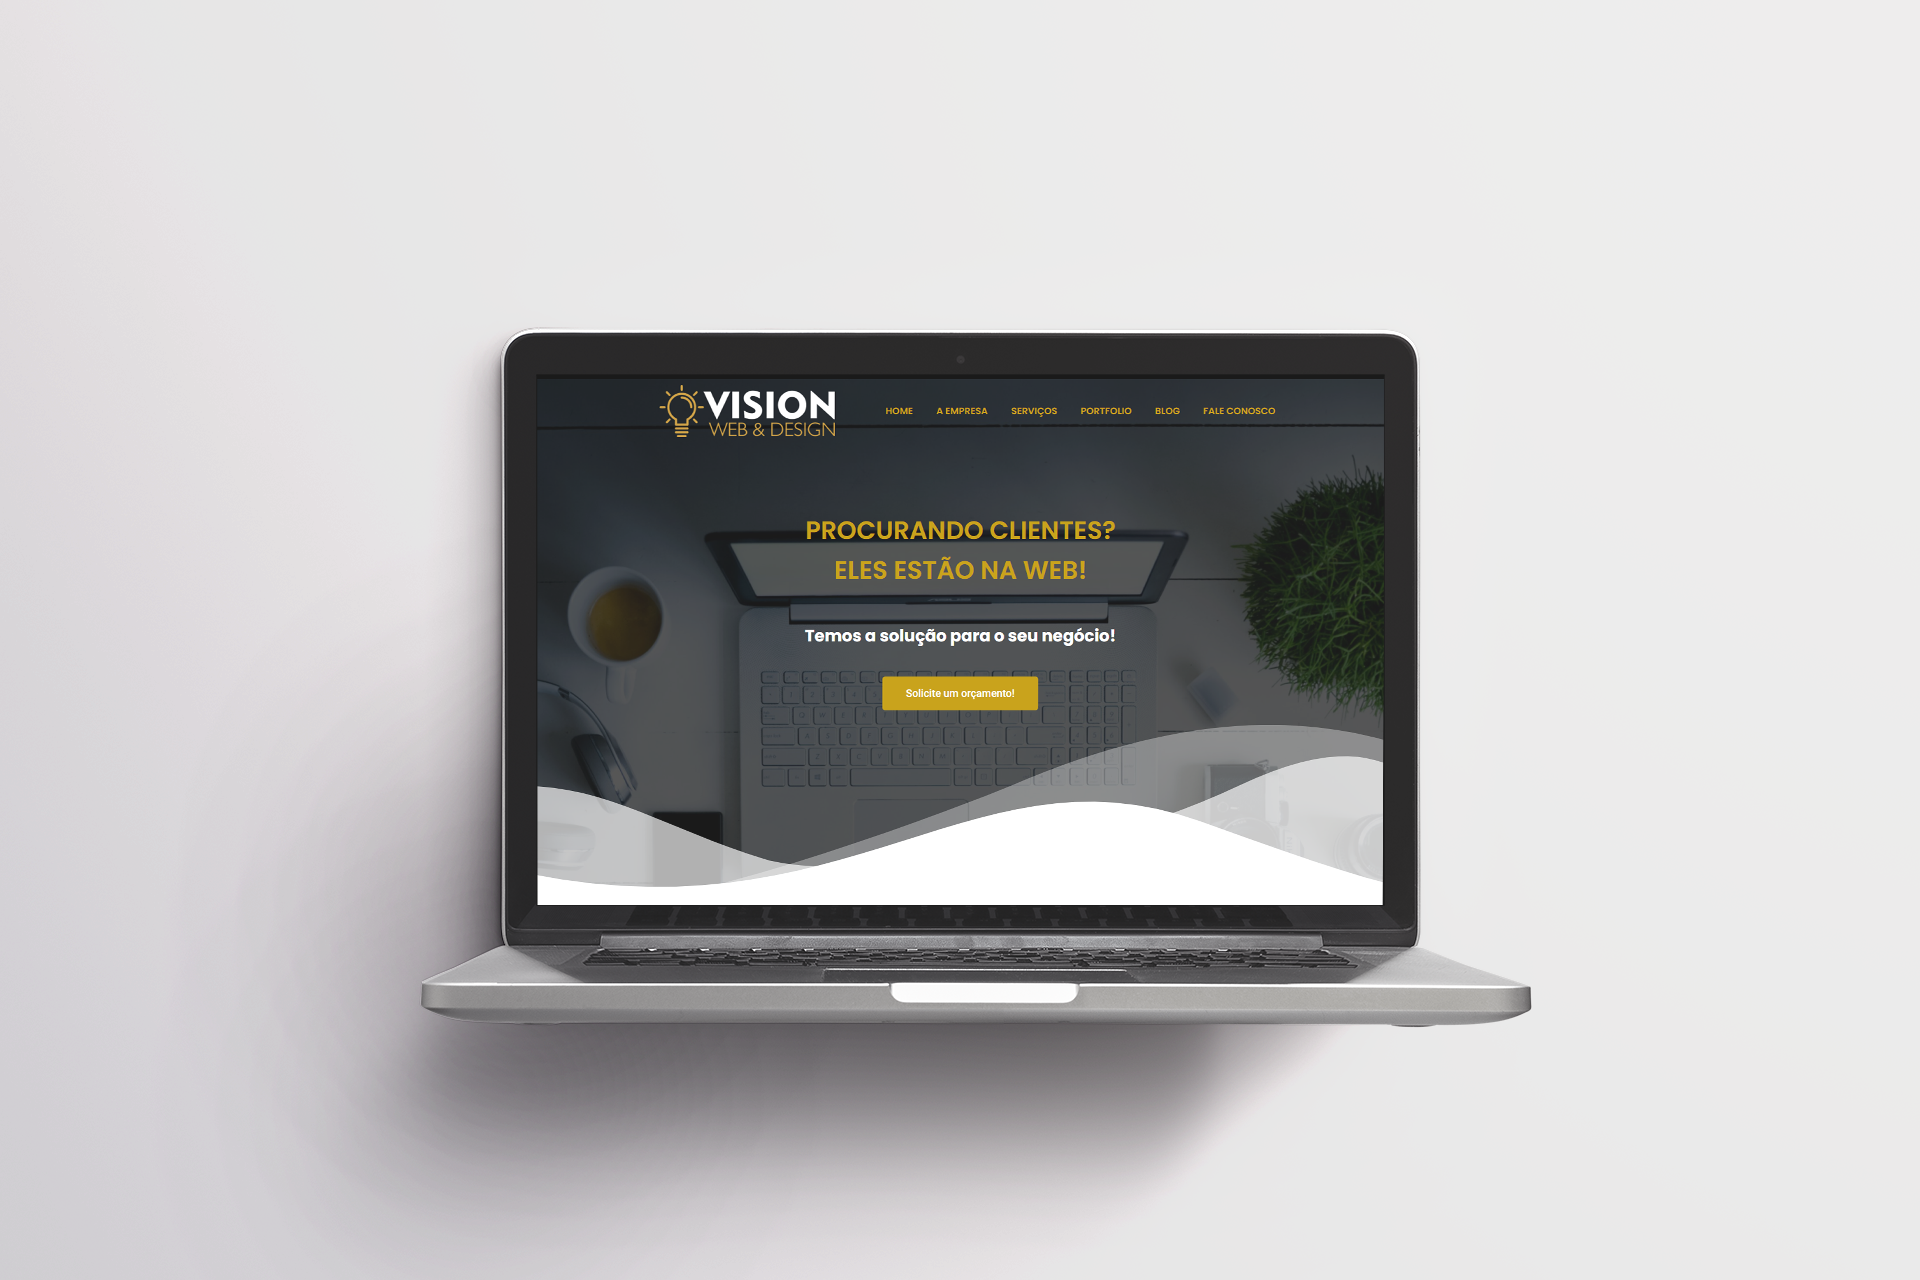 VISION
WEB & DESIGN
HOME A EMPRESA SERVIÇOS PORTFOLIO BLOG FALE CONOSCO
PROCURANDO CLIENTES?
ELES ESTÃO NA WEB!
Temos a solução para o seu negócio!
Solicite um orçamento!